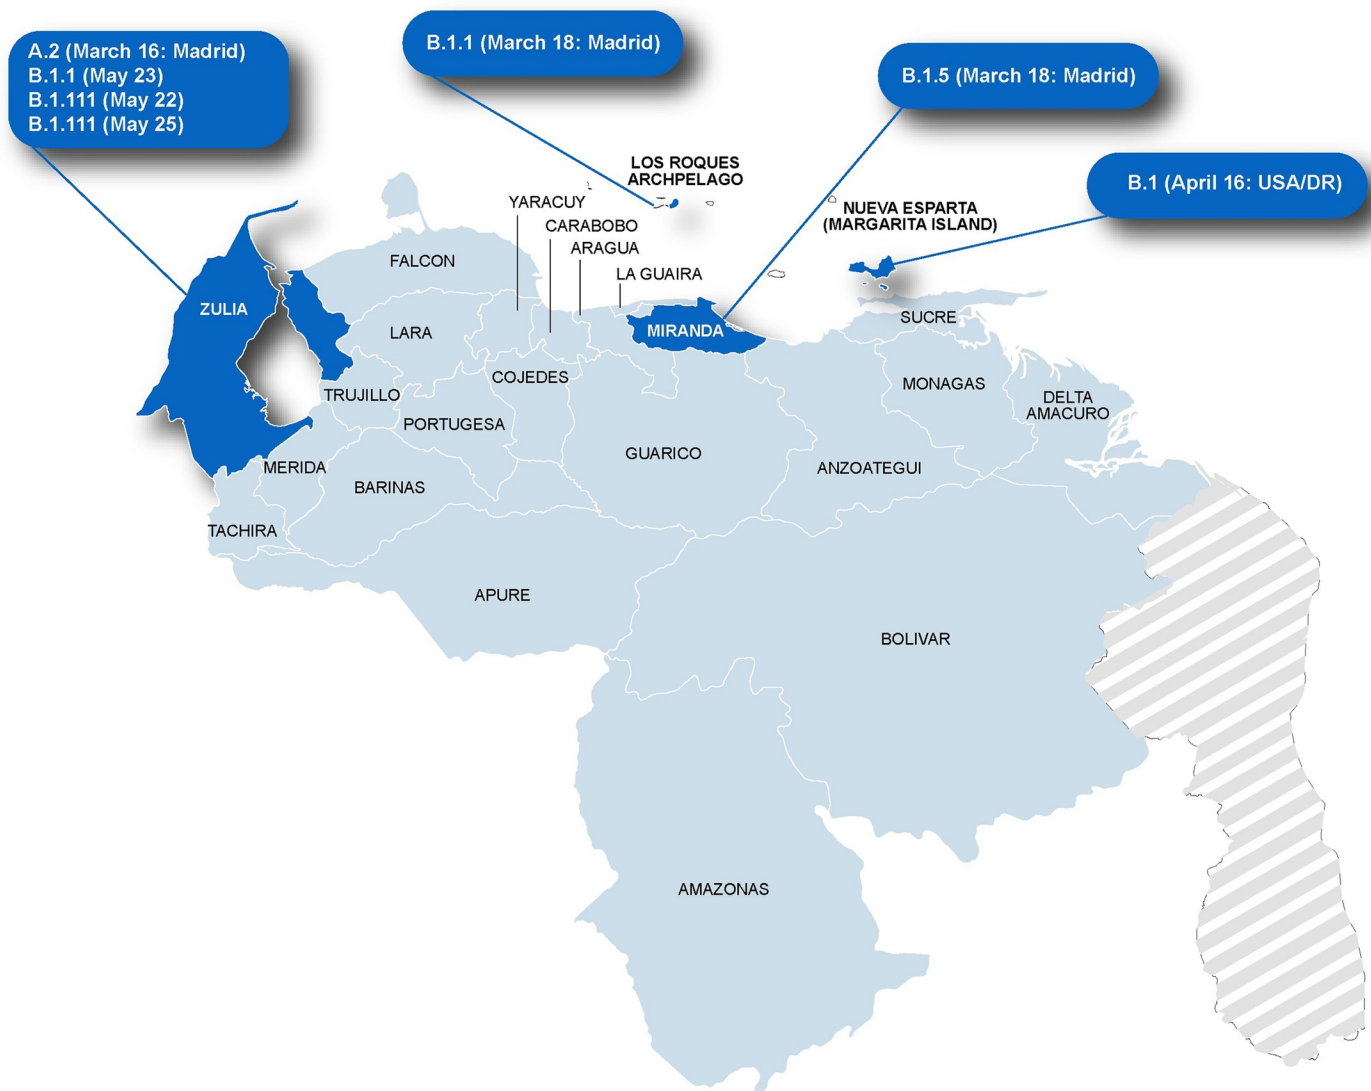 A.2 (March 16: Madrid)
B.1.1 (May 23)
B.1.111 (May 22)
B.1.111 (May 25)
B.1.1 (March 18: Madrid)
B.1.5 (March 18: Madrid)
B.1 (April 16: USA/DR)
LOS ROQUES
ARCHPELAGO
NUEVA ESPARTA
(MARGARITA ISLAND)
YARACUY
CARABOBO
ARAGUA
LA GUAIRA
FALCON
ZULIA
LARA
MIRANDA
SUCRE
COJEDES
TRUJILLO
MONAGAS
DELTA
AMACURO
PORTUGESA
GUARICO
ANZOATEGUI
MERIDA
BARINAS
TACHIRA
APURE
BOLIVAR
AMAZONAS